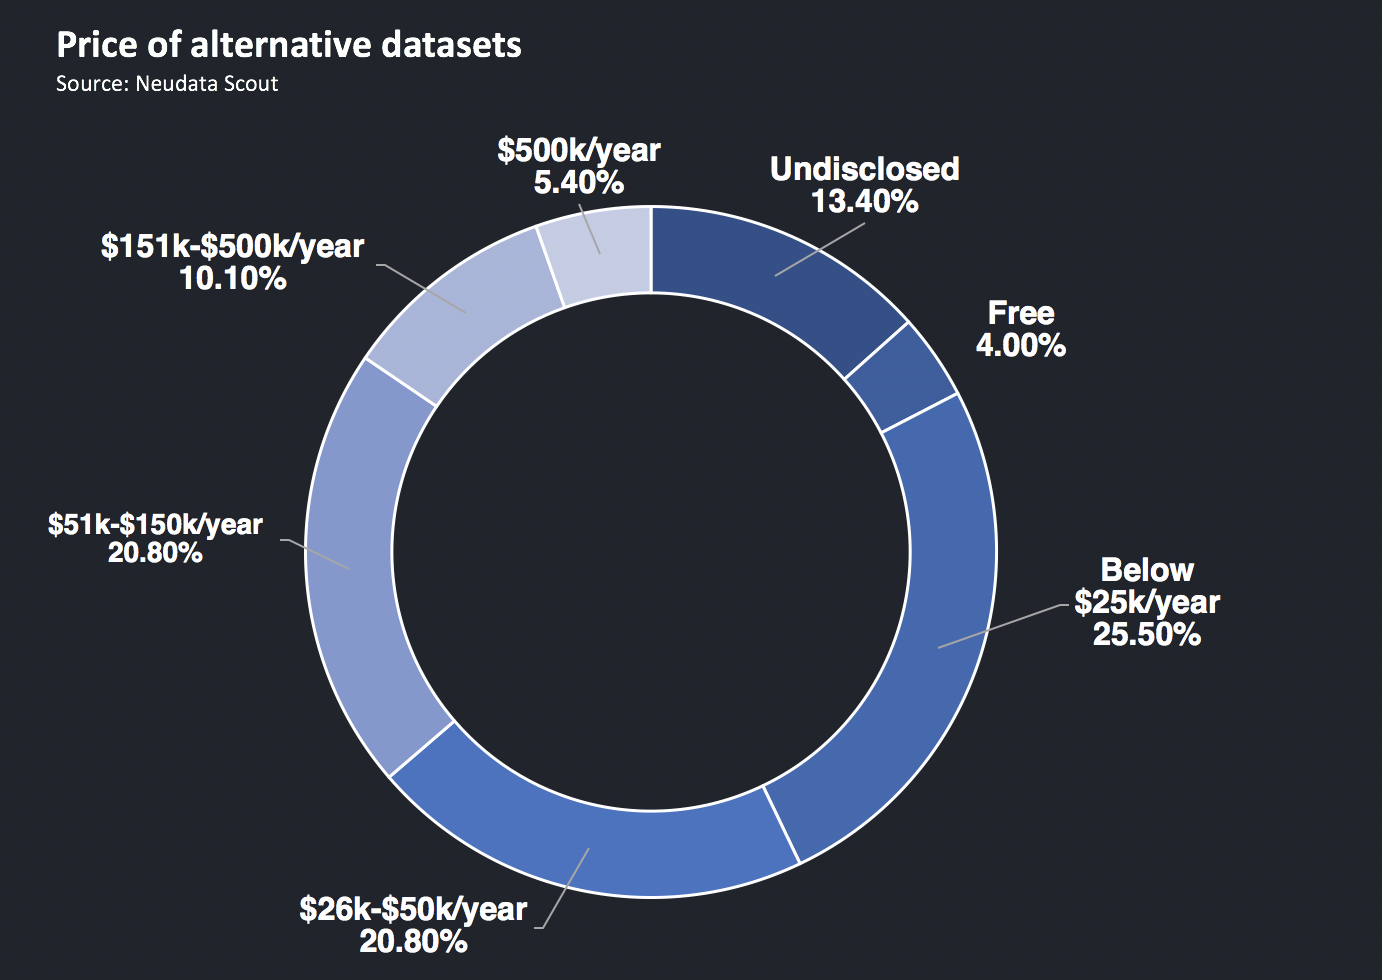 Price of alternative datasets
Source: Neudata Scout
$500k/year
5.40%
Undisclosed
13.40%
$151k-$500k/year
10.10%
Free
4.00%
$51k-$150k/year
20.80%
Below
$25k/year
25.50%
$26k-$50k/year
20.80%